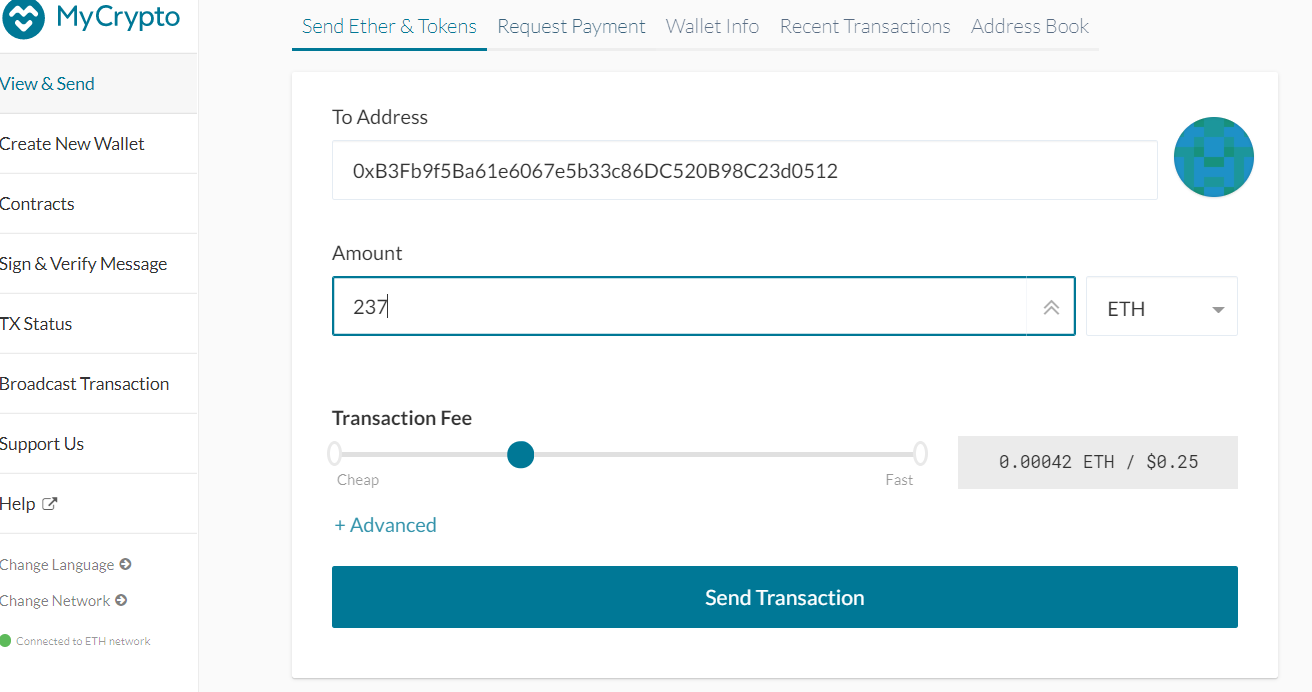 MyCrypto
Send Ether & Tokens Request Payment Wallet Info Recent Transactions Address Book
View & Send
Create New Wallet
Contracts
Sign & Verify Message
TX Status
Broadcast Transaction
Support Us
Help
Change Language
Change Network
Connected to ETH network
To Address
0xB3Fb9f5Ba61e6067e5b33c86DC520B98C23d0512
Amount
237
ETH
Transaction Fee
Cheap
Fast
0.00042 ETH / $0.25
+ Advanced
Send Transaction